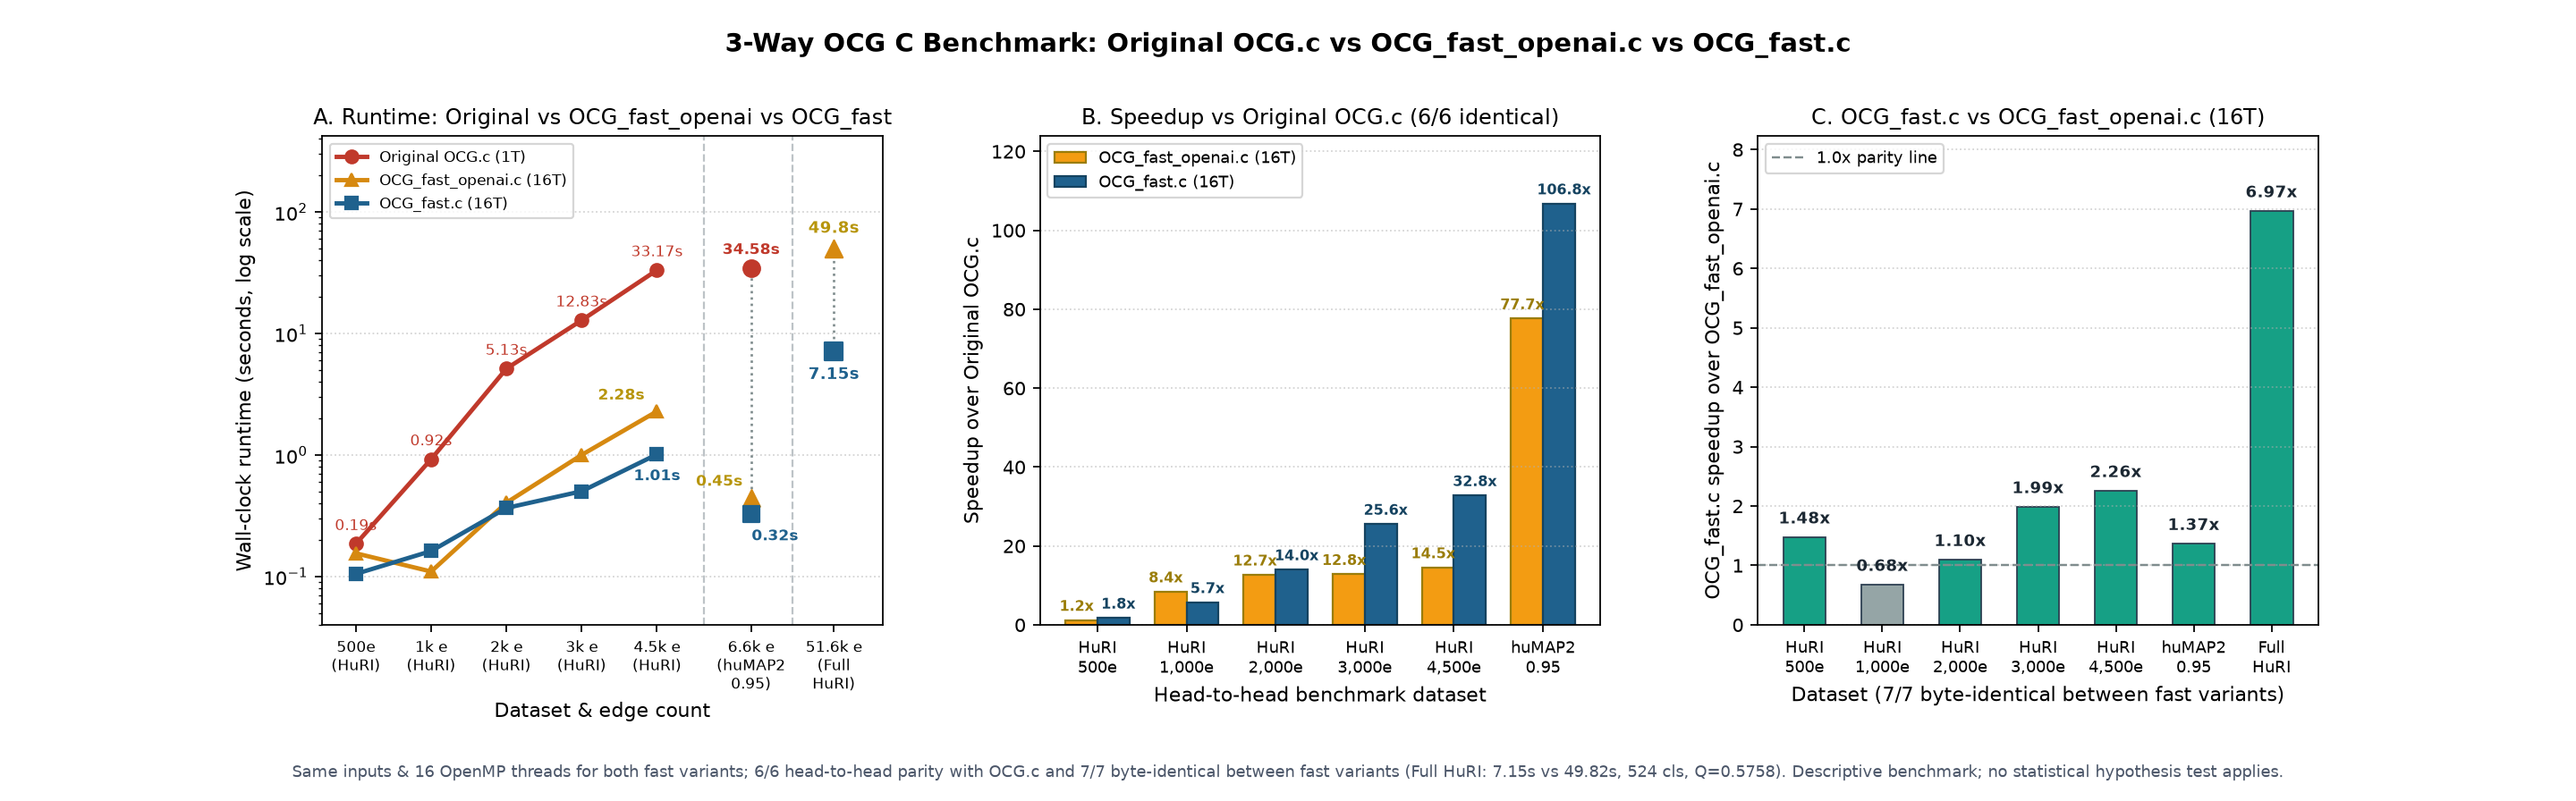 3-Way OCG C Benchmark: Original OCG.c vs OCG_fast_openai.c vs OCG_fast.c
A. Runtime: Original vs OCG_fast_openai vs OCG_fast
Original OCG.c (1T)
OCG_fast_openai.c (16T)
OCG_fast.c (16T)
Wall-clock runtime (seconds, log scale)
10²
10¹
10⁰
10⁻¹
0.19s
0.92s
5.13s
12.83s
33.17s
34.58s
49.8s
7.15s
2.28s
1.01s
0.45s
0.32s
500e
(HuRI)
1k e
(HuRI)
2k e
(HuRI)
3k e
(HuRI)
4.5k e
(HuRI)
6.6k e
(huMAP2
0.95)
51.6k e
(Full
HuRI)
Dataset & edge count
B. Speedup vs Original OCG.c (6/6 identical)
OCG_fast_openai.c (16T)
OCG_fast.c (16T)
Speedup over Original OCG.c
120
100
80
60
40
20
0
1.2x
1.8x
8.4x
5.7x
12.7x
14.0x
12.8x
25.6x
14.5x
32.8x
77.7x
106.8x
HuRI
500e
HuRI
1,000e
HuRI
2,000e
HuRI
3,000e
HuRI
4,500e
huMAP2
0.95
Head-to-head benchmark dataset
C. OCG_fast.c vs OCG_fast_openai.c (16T)
1.0x parity line
OCG_fast.c speedup over OCG_fast_openai.c
8
7
6
5
4
3
2
1
0
1.48x
0.68x
1.10x
1.99x
2.26x
1.37x
6.97x
HuRI
500e
HuRI
1,000e
HuRI
2,000e
HuRI
3,000e
HuRI
4,500e
huMAP2
0.95
Full
HuRI
Dataset (7/7 byte-identical between fast variants)
Same inputs & 16 OpenMP threads for both fast variants; 6/6 head-to-head parity with OCG.c and 7/7 byte-identical between fast variants (Full HuRI: 7.15s vs 49.82s, 524 cls, Q=0.5758). Descriptive benchmark; no statistical hypothesis test applies.